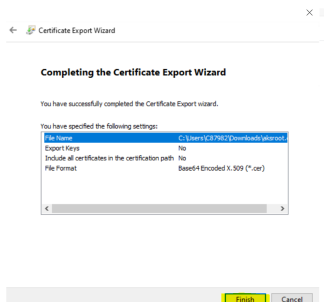 Certificate Export Wizard
Completing the Certificate Export Wizard
You have successfully completed the Certificate Export wizard.
You have specified the following settings:
File Name C:\Users\C87982\Downloads\aksroot.
Export Keys No
Include all certificates in the certification path No
File Format Base64 Encoded X.509 (*.cer)
Finish Cancel